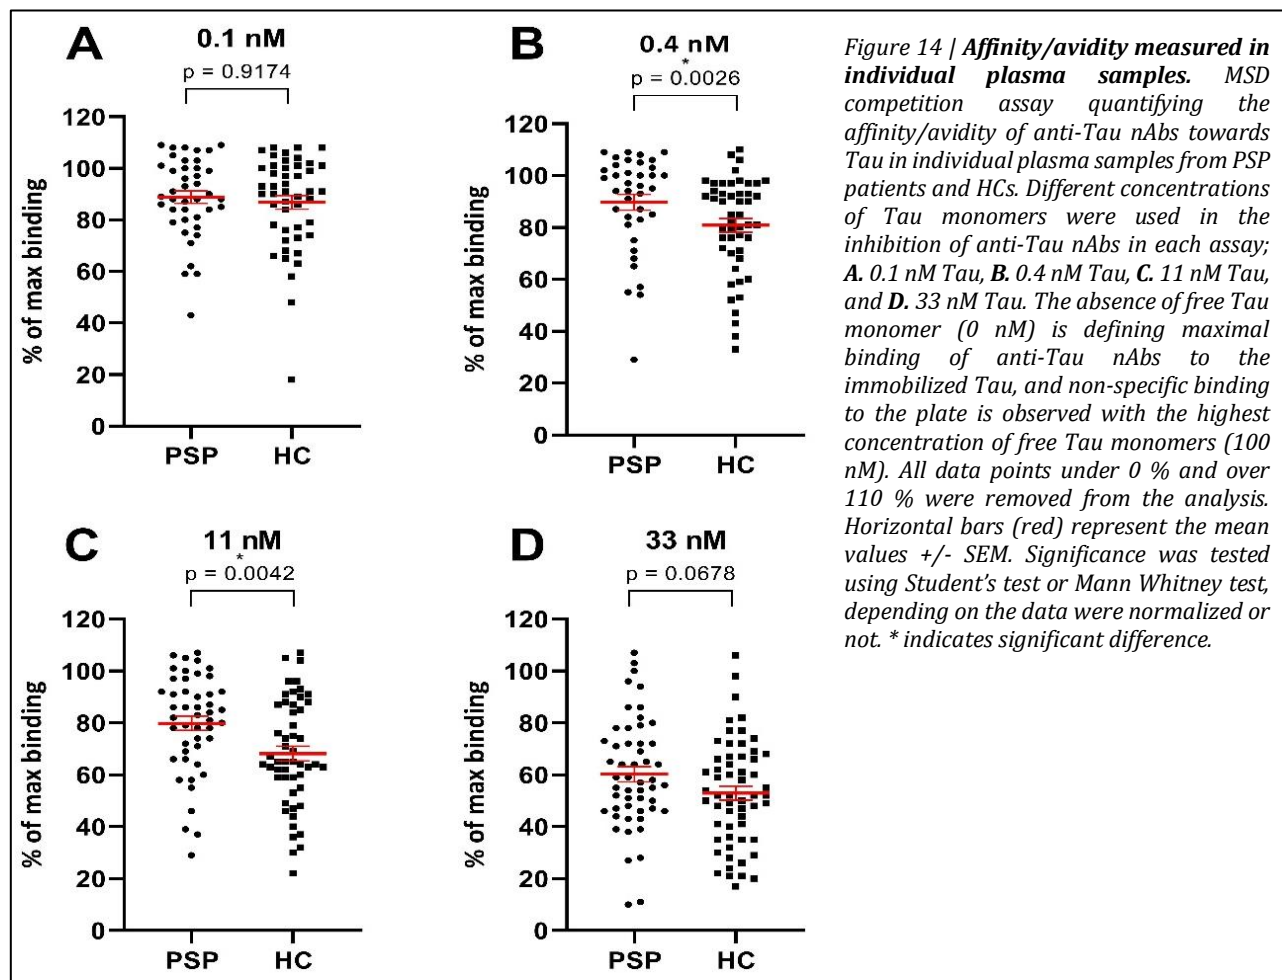 A
0.1 nM
p = 0.9174
% of max binding
120
100
80
60
40
20
0
PSP HC
B
0.4 nM
*
p = 0.0026
% of max binding
120
100
80
60
40
20
0
PSP HC
C
11 nM
*
p = 0.0042
% of max binding
120
100
80
60
40
20
0
PSP HC
D
33 nM
p = 0.0678
% of max binding
120
100
80
60
40
20
0
PSP HC
Figure 14 | Affinity/avidity measured in
individual plasma samples. MSD
competition assay quantifying the
affinity/avidity of anti-Tau nAbs towards
Tau in individual plasma samples from PSP
patients and HCs. Different concentrations
of Tau monomers were used in the
inhibition of anti-Tau nAbs in each assay;
A. 0.1 nM Tau, B. 0.4 nM Tau, C. 11 nM Tau,
and D. 33 nM Tau. The absence of free Tau
monomer (0 nM) is defining maximal
binding of anti-Tau nAbs to the
immobilized Tau, and non-specific binding
to the plate is observed with the highest
concentration of free Tau monomers (100
nM). All data points under 0 % and over
110 % were removed from the analysis.
Horizontal bars (red) represent the mean
values +/- SEM. Significance was tested
using Student's test or Mann Whitney test,
depending on the data were normalized or
not. * indicates significant difference.